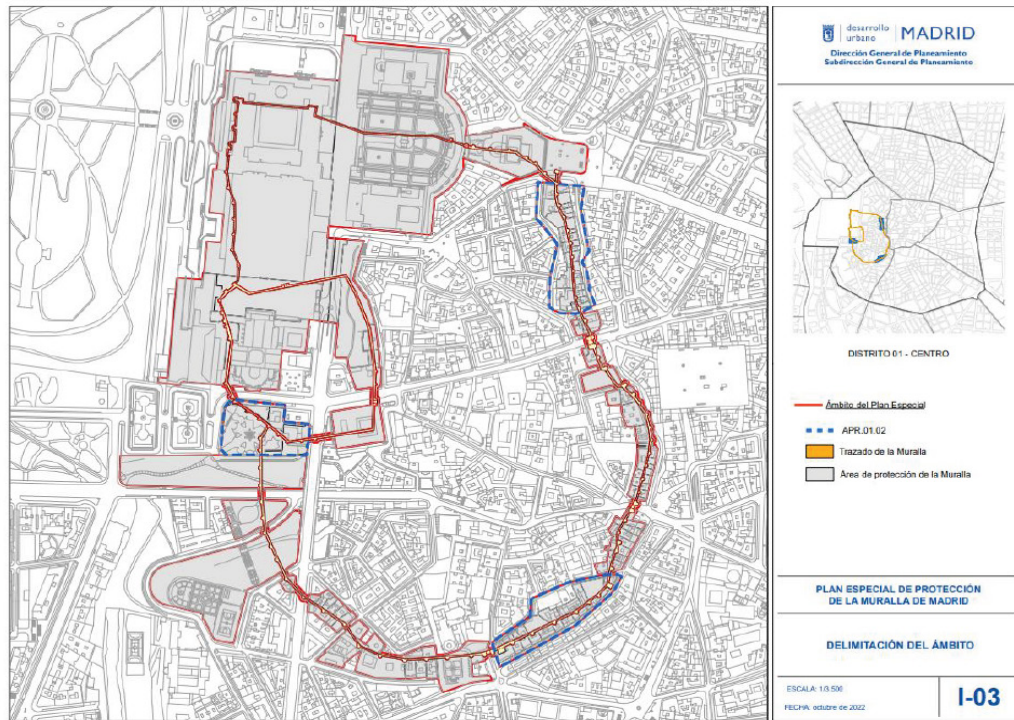 desarrollo
urbano
MADRID
Dirección General de Planeamiento
Subdirección General de Planeamiento
DISTRITO 01 - CENTRO
Ámbito del Plan Especial
APR.01.02
Trazado de la Muralla
Área de protección de la Muralla
PLAN ESPECIAL DE PROTECCIÓN
DE LA MURALLA DE MADRID
DELIMITACIÓN DEL ÁMBITO
ESCALA: 1/3.500
FECHA: octubre de 2022
I-03